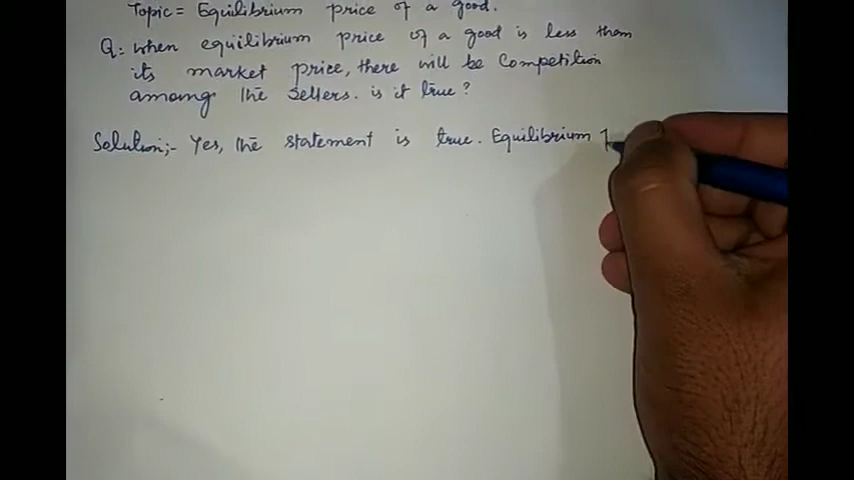 Topic = Equilibrium price of a good.
Q: when equilibrium price of a good is less than
its market price, there will be competition
among the sellers. is it true?
Solution;- Yes, the statement is true. Equilibrium